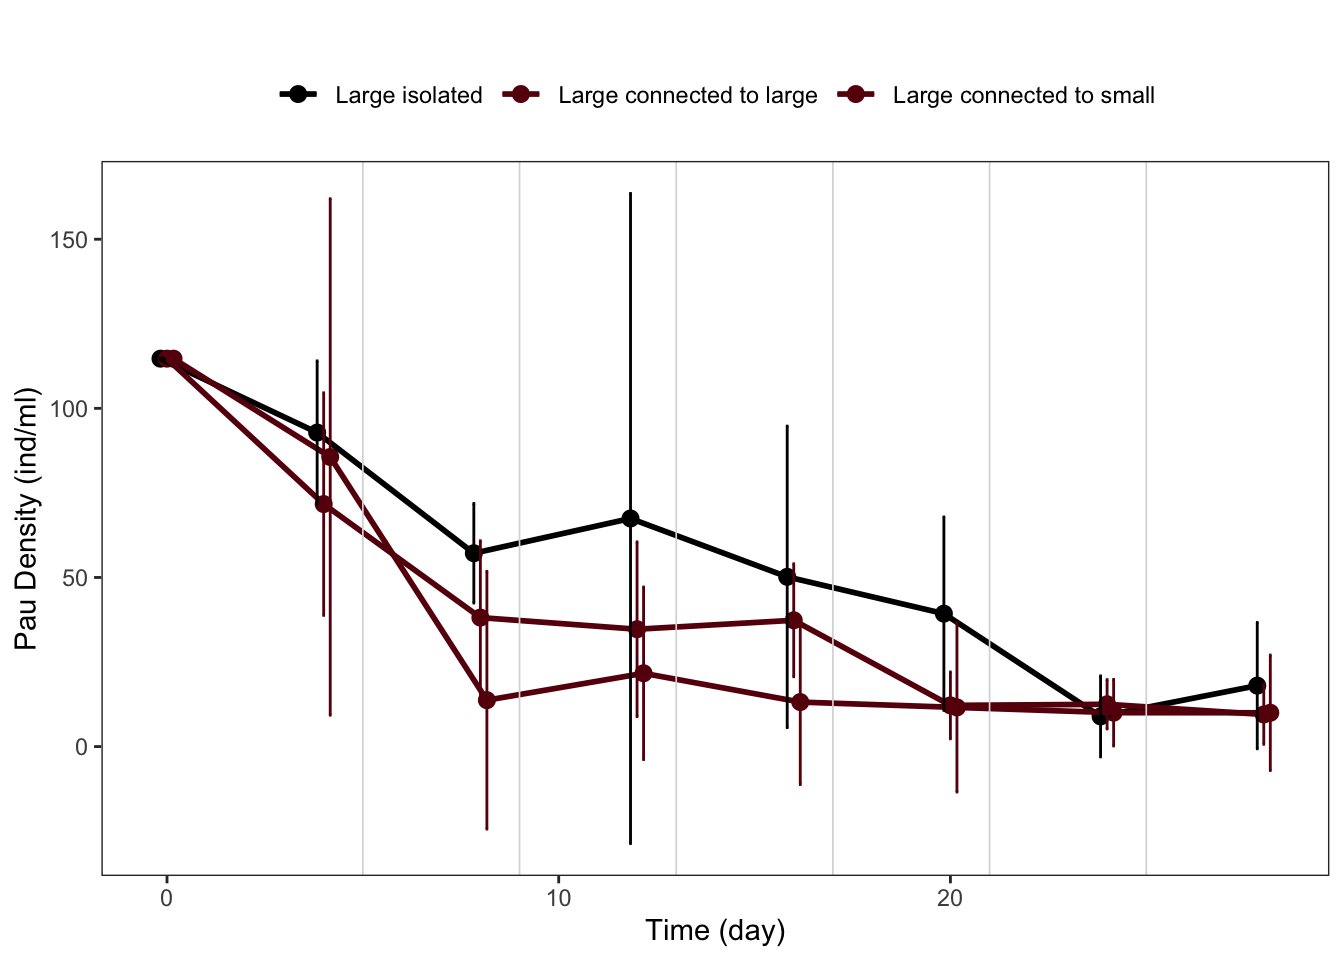 Large isolated Large connected to large Large connected to small
150
100
50
0
Pau Density (ind/ml)
0 10 20
Time (day)